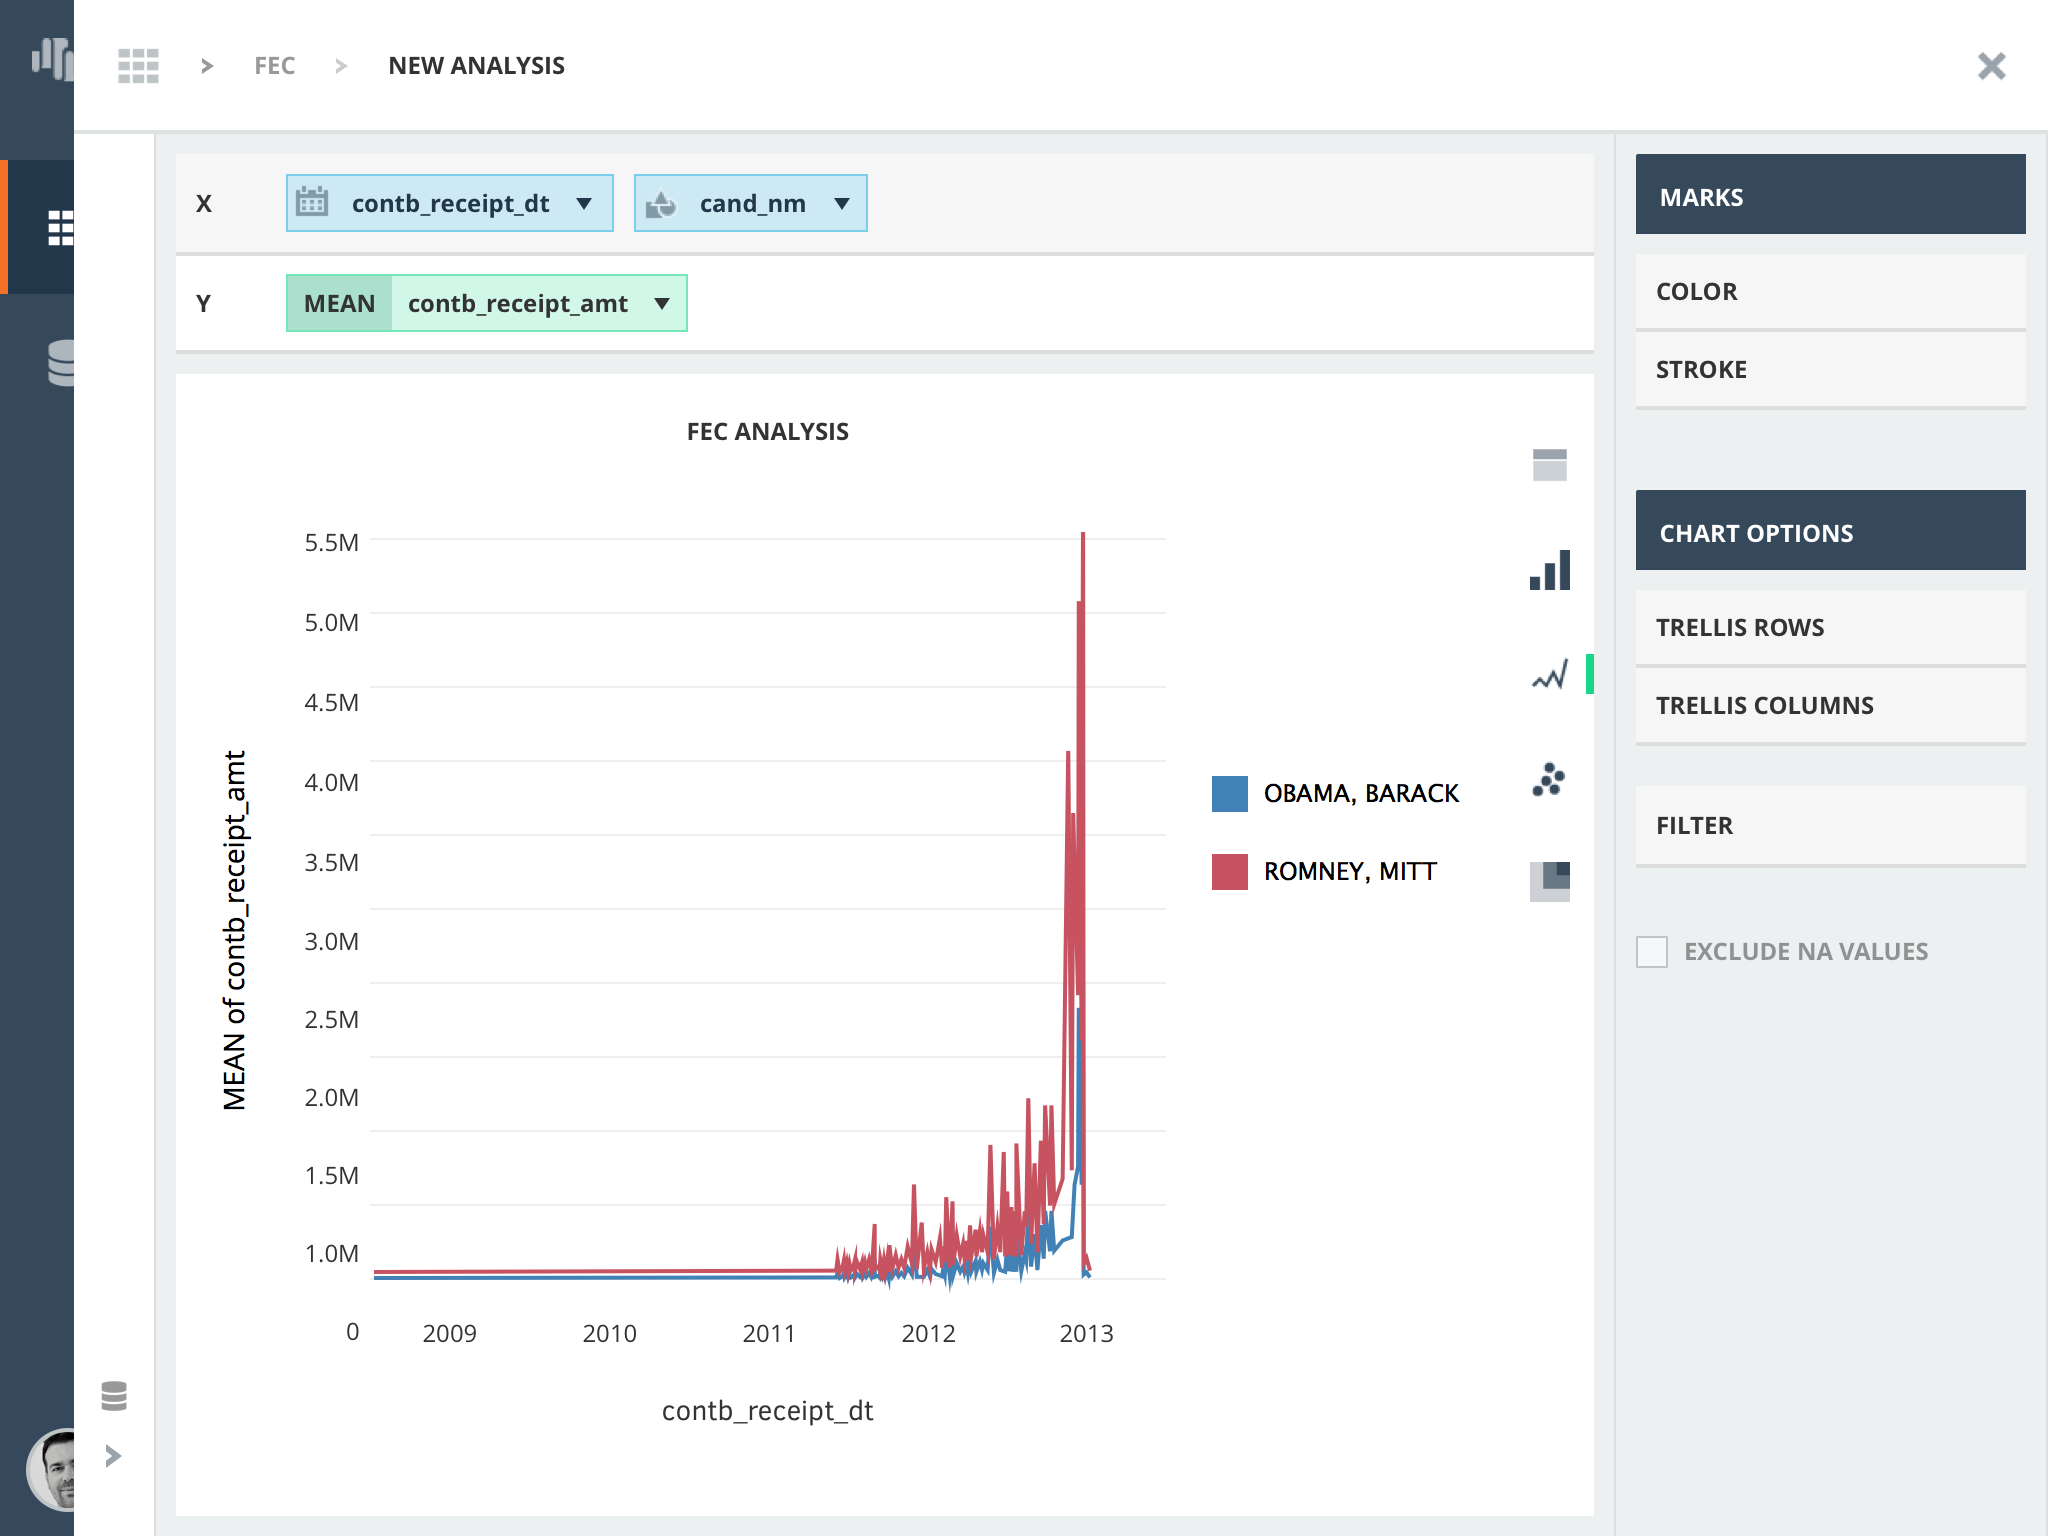 FEC
NEW ANALYSIS
X
contb_receipt_dt
cand_nm
Y
MEAN
contb_receipt_amt
FEC ANALYSIS
5.5M
5.0M
4.5M
4.0M
3.5M
3.0M
2.5M
2.0M
1.5M
1.0M
0
MEAN of contb_receipt_amt
2009
2010
2011
2012
2013
contb_receipt_dt
OBAMA, BARACK
ROMNEY, MITT
MARKS
COLOR
STROKE
CHART OPTIONS
TRELLIS ROWS
TRELLIS COLUMNS
FILTER
EXCLUDE NA VALUES